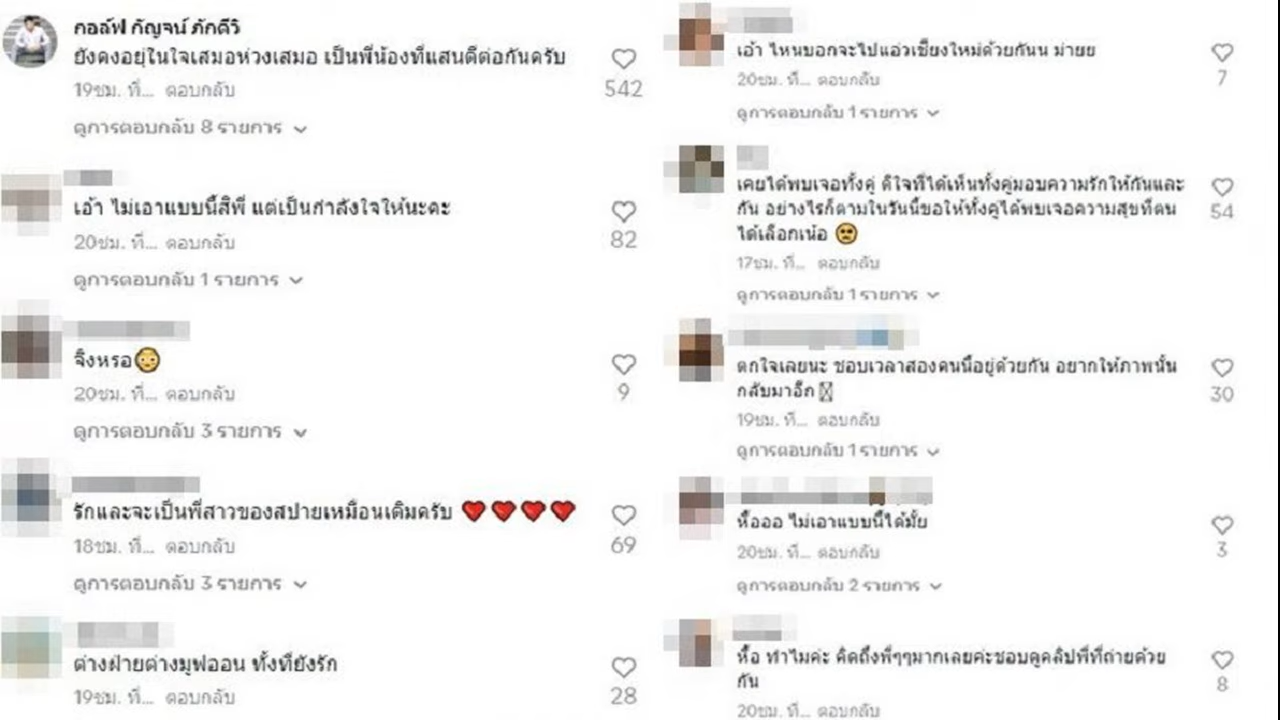 กอล์ฟ กัญจน์ ภักดีวิ
ยังคงอยู่ในใจเสมอห่วงเสมอ เป็นพี่น้องที่แสนดีต่อกันครับ
542
19ชม. ที่... ตอบกลับ
ดูการตอบกลับ 8 รายการ
เอ้า ไม่เอาแบบนี้สิพี่ แต่เป็นกำลังใจให้นะคะ
82
20ชม. ที่... ตอบกลับ
ดูการตอบกลับ 1 รายการ
จิงหรอ😳
9
20ชม. ที่... ตอบกลับ
ดูการตอบกลับ 3 รายการ
รักและจะเป็นพี่สาวของสปายเหมือนเดิมครับ ❤️❤️❤️❤️
69
18ชม. ที่... ตอบกลับ
ดูการตอบกลับ 3 รายการ
ต่างฝ่ายต่างมูฟออน ทั้งที่ยังรัก
28
19ชม. ที่... ตอบกลับ
เอ้า ไหนบอกจะไปแอ่วเชียงใหม่ด้วยกันน ม่ายย
7
20ชม. ที่... ตอบกลับ
ดูการตอบกลับ 1 รายการ
เคยได้พบเจอทั้งคู่ ดีใจที่ได้เห็นทั้งคู่มอบความรักให้กันและ
กัน อย่างไรก็ตามในวันนี้ขอให้ทั้งคู่ได้พบเจอความสุขที่ตน
ได้เลือกเน้อ 🥺
54
17ชม. ที่... ตอบกลับ
ดูการตอบกลับ 1 รายการ
ตกใจเลยนะ ชอบเวลาสองคนนี้อยู่ด้วยกัน อยากให้ภาพนั้น
กลับมาอีก
30
19ชม. ที่... ตอบกลับ
ดูการตอบกลับ 1 รายการ
หื้อออ ไม่เอาแบบนี้ได้มั้ย
3
20ชม. ที่... ตอบกลับ
ดูการตอบกลับ 2 รายการ
หื้อ ทำไมค่ะ คิดถึงพี่ๆๆมากเลยค่ะชอบดูคลิปพี่ที่ถ่ายด้วย
กัน
8
20ชม. ที่... ตอบกลับ